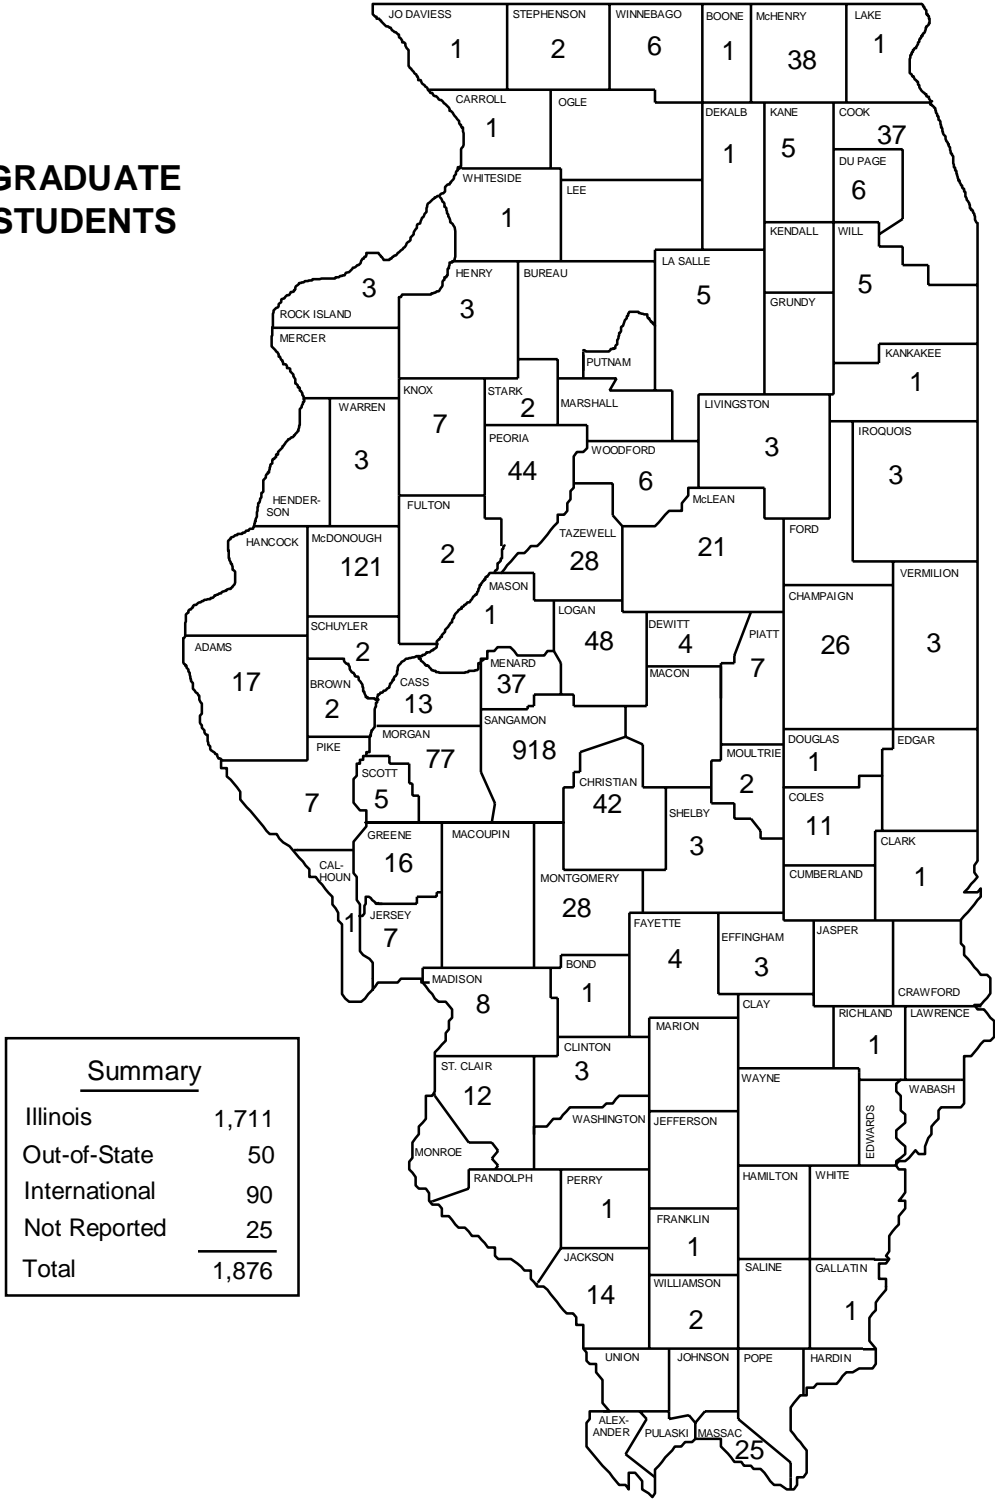 JO DAVIESS STEPHENSON WINNEBAGO BOONE McHENRY LAKE
1 2 6 1 38 1
CARROLL OGLE DEKALB KANE COOK
1 1 5 37
DU PAGE
6
GRADUATE
STUDENTS
WHITESIDE LEE
1
KENDALL WILL
5
LA SALLE
5
HENRY BUREAU
3
3
ROCK ISLAND
GRUNDY
MERCER
PUTNAM
KANKAKEE
1
KNOX STARK MARSHALL LIVINGSTON
7 2 3
WARREN
3
PEORIA
44
WOODFORD
6
IROQUOIS
3
HENDER-
SON
FULTON
2
McLEAN
21
FORD
HANCOCK McDONOUGH
121
TAZEWELL
28
VERMILION
3
MASON
1
CHAMPAIGN
26
LOGAN
48
SCHUYLER
2
DEWITT
4
PIATT
7
ADAMS
17
MENARD
37
MACON
BROWN
2
CASS
13
SANGAMON
918
MORGAN
77
PIKE
7
DOUGLAS EDGAR
1
MOULTRIE
2
SCOTT
5
CHRISTIAN
42
COLES
11
SHELBY
3
GREENE
16
MACOUPIN
CLARK
1
CAL-
HOUN
1
CUMBERLAND
MONTGOMERY
28
JERSEY
7
FAYETTE
4
EFFINGHAM
3
JASPER
BOND
1
MADISON
8
CRAWFORD
CLAY
RICHLAND
1
LAWRENCE
MARION
CLINTON
3
ST. CLAIR
12
WAYNE
WABASH
EDWARDS
WASHINGTON
JEFFERSON
MONROE
RANDOLPH
PERRY
1
HAMILTON WHITE
FRANKLIN
1
JACKSON
14
SALINE GALLATIN
1
WILLIAMSON
2
UNION JOHNSON POPE HARDIN
ALEX-
ANDER
PULASKI MASSAC
25
Summary
Illinois 1,711
Out-of-State 50
International 90
Not Reported 25
Total 1,876